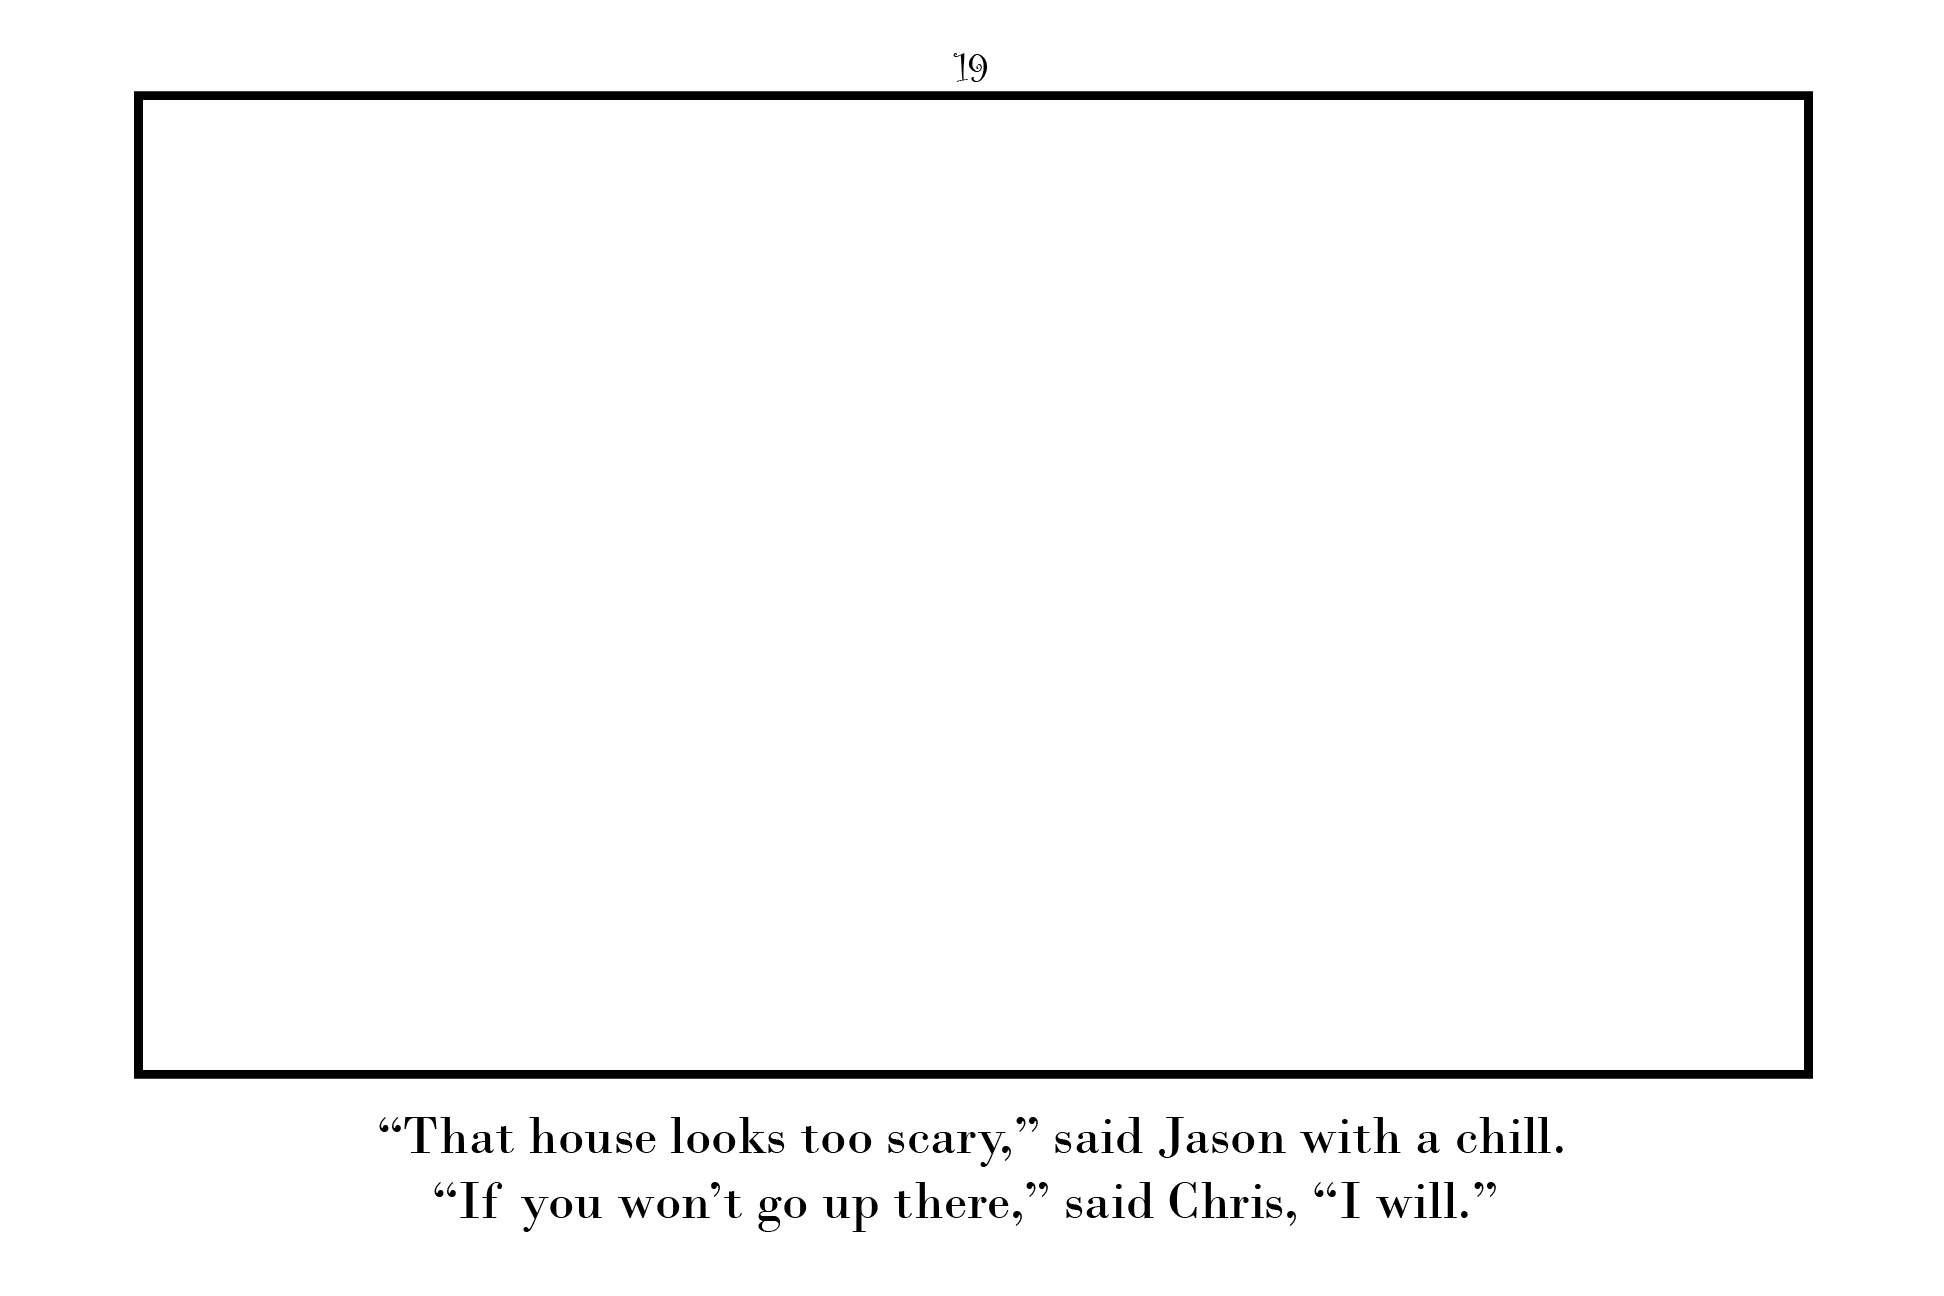 19
“That house looks too scary,” said Jason with a chill.
“If you won’t go up there,” said Chris, “I will.”